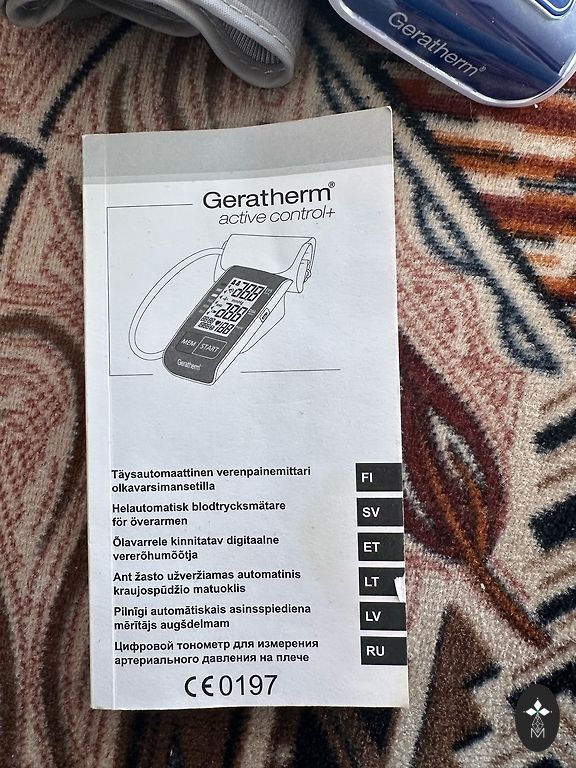 Geratherm®
Geratherm®
active control+
MEM START
Geratherm
Täysautomaattinen verenpainemittari
olkavarsimansetilla
FI
Helautomatisk blodtrycksmätare
för överarmen
SV
Õlavarrele kinnitatav digitaalne
vererõhumõõtja
ET
Ant žasto užveržiamas automatinis
kraujospūdžio matuoklis
LT
Pilnīgi automātiskais asinsspiediena
mērītājs augšdelmam
LV
Цифровой тонометр для измерения
артериального давления на плече
RU
CE0197